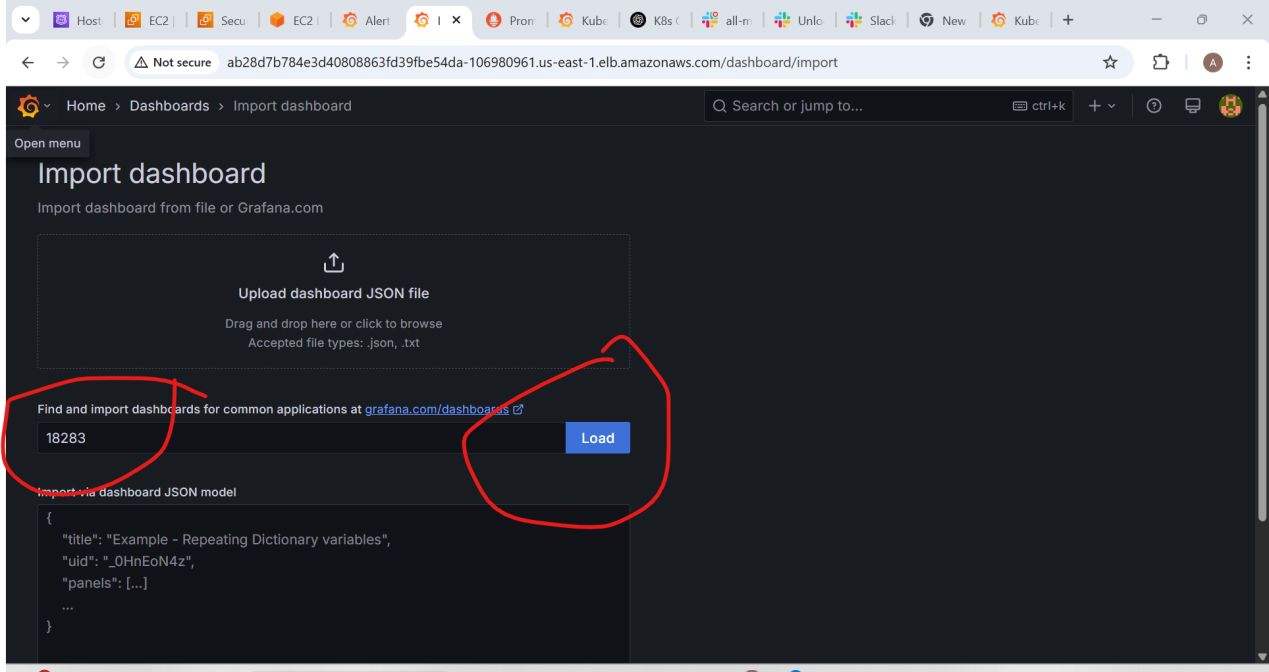 Host
EC2 |
Secu
EC2 |
Alert
I
Prom
Kube
K8s (
all-m
Unlo
Slack
New
Kube
Not secure
ab28d7b784e3d40808863fd39fbe54da-106980961.us-east-1.elb.amazonaws.com/dashboard/import
A
Home > Dashboards > Import dashboard
Search or jump to...
ctrl+k
Open menu
Import dashboard
Import dashboard from file or Grafana.com
Upload dashboard JSON file
Drag and drop here or click to browse
Accepted file types: .json, .txt
Find and import dashboards for common applications at grafana.com/dashboards
18283
Load
Import via dashboard JSON model
{
"title": "Example - Repeating Dictionary variables",
"uid": "_0HnEoN4z",
"panels": [...]
...
}